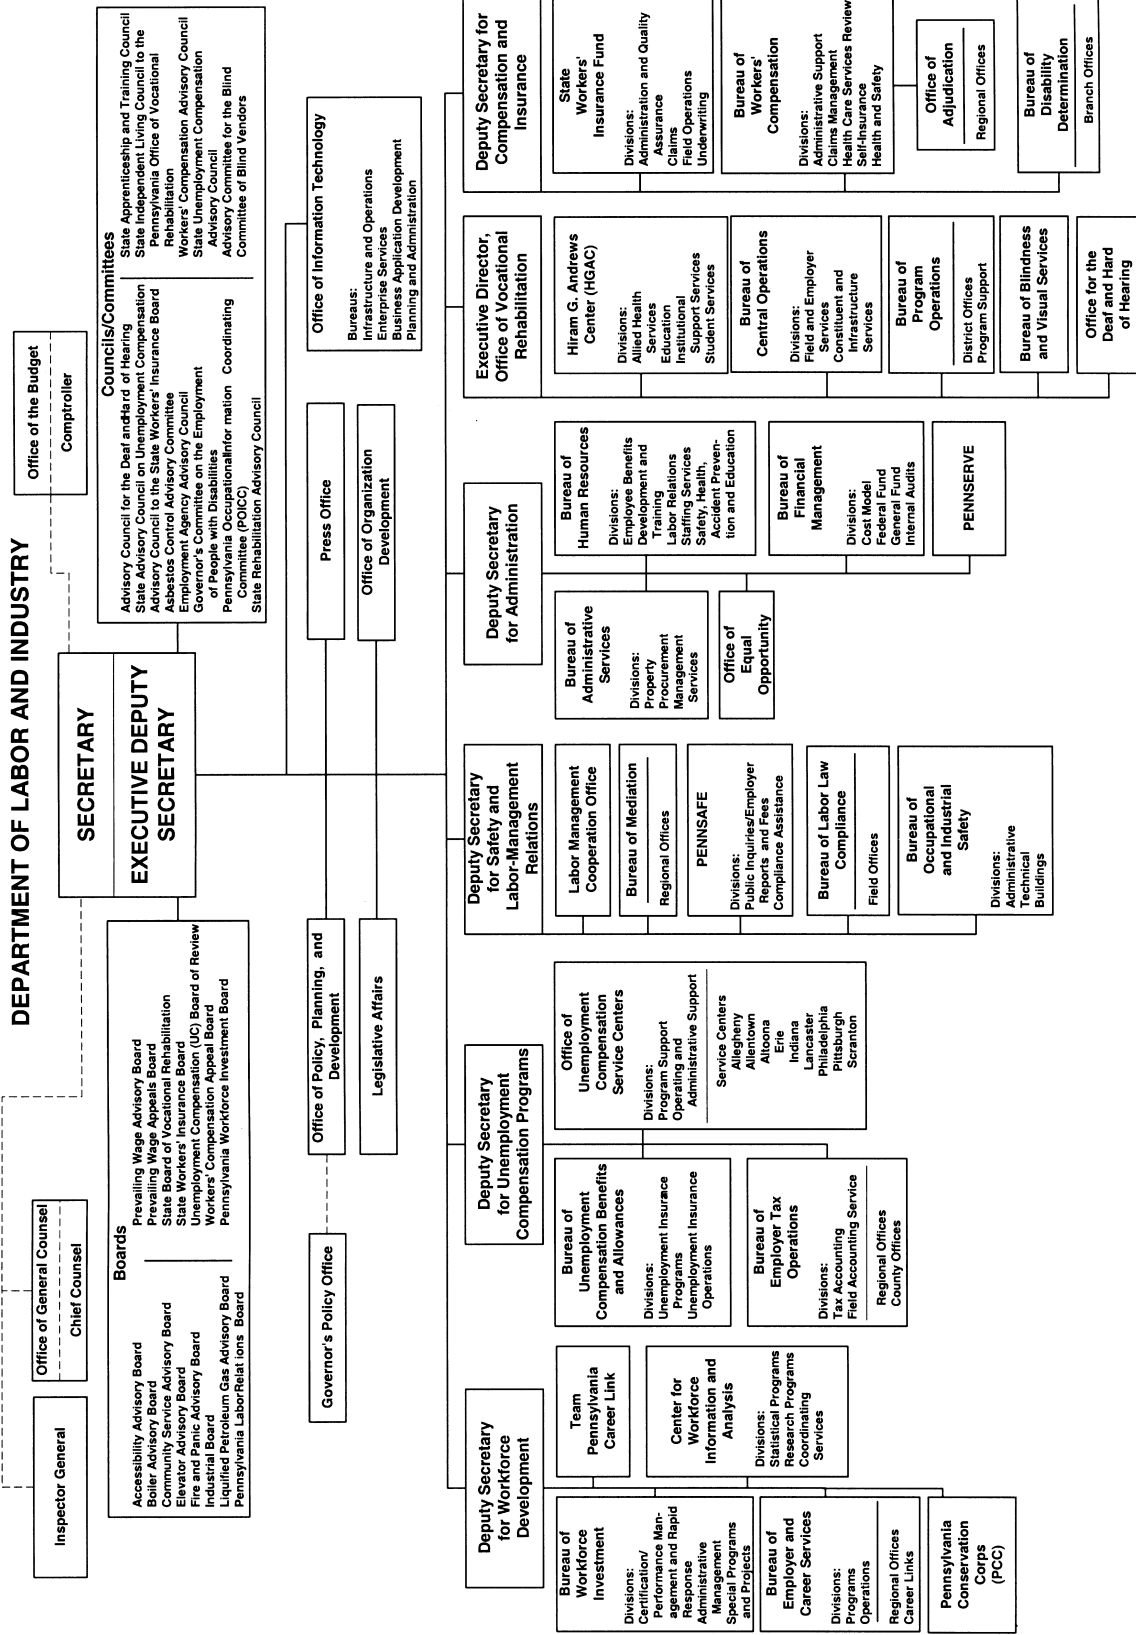 DEPARTMENT OF LABOR AND INDUSTRY
Inspector General
Office of General Counsel
Chief Counsel
SECRETARY
EXECUTIVE DEPUTY
SECRETARY
Office of the Budget
Comptroller
Boards
Accessibility Advisory Board
Boiler Advisory Board
Community Service Advisory Board
Elevator Advisory Board
Fire and Panic Advisory Board
Industrial Board
Liquified Petroleum Gas Advisory Board
Pennsylvania LaborRelat ions Board
Prevailing Wage Advisory Board
Prevailing Wage Appeals Board
State Board of Vocational Rehabilitation
State Workers' Insurance Board
Unemployment Compensation (UC) Board of Review
Workers' Compensation Appeal Board
Pennsylvania Workforce Investment Board
Councils/Committees
Advisory Council for the Deaf andHard of Hearing
State Advisory Council on Unemployment Compensation
Advisory Council to the State Workers' Insurance Board
Asbestos Control Advisory Committee
Employment Agency Advisory Council
Governor's Committee on the Employment
of People with Disabilities
Pennsylvania OccupationalInfor mation Coordinating
Committee (POICC)
State Rehabilitation Advisory Council
State Apprenticeship and Training Council
State Independent Living Council to the
Pennsylvania Office of Vocational
Rehabilitation
Workers' Compensation Advisory Council
State Unemployment Compensation
Advisory Council
Advisory Committee for the Blind
Committee of Blind Vendors
Governor's Policy Office
Office of Policy, Planning, and
Development
Legislative Affairs
Press Office
Office of Organization
Development
Office of Information Technology
Bureaus:
Infrastructure and Operations
Enterprise Services
Business Application Development
Planning and Admnistration
Deputy Secretary
for Workforce
Development
Bureau of
Workforce
Investment
Divisions:
Certification/
Performance Man-
agement and Rapid
Response
Administrative
Management
Special Programs
and Projects
Team
Pennsylvania
Career Link
Center for
Workforce
Information and
Analysis
Divisions:
Statistical Programs
Research Programs
Coordinating
Services
Bureau of
Employer and
Career Services
Divisions:
Programs
Operations
Regional Offices
Career Links
Pennsylvania
Conservation
Corps
(PCC)
Deputy Secretary
for Unemployment
Compensation Programs
Bureau of
Unemployment
Compensation Benefits
and Allowances
Divisions:
Unemployment Insurance
Programs
Unemployment Insurance
Operations
Office of
Unemployment
Compensation
Service Centers
Divisions:
Program Support
Operating and
Administrative Support
Service Centers
Allegheny
Allentown
Altoona
Erie
Indiana
Lancaster
Philadelphia
Pittsburgh
Scranton
Bureau of
Employer Tax
Operations
Divisions:
Tax Accounting
Field Accounting Service
Regional Offices
County Offices
Deputy Secretary
for Safety and
Labor-Management
Relations
Labor Management
Cooperation Office
Bureau of Mediation
Regional Offices
PENNSAFE
Divisions:
Public Inquiries/Employer
Reports and Fees
Compliance Assistance
Bureau of Labor Law
Compliance
Field Offices
Bureau of
Occupational
and Industrial
Safety
Divisions:
Administrative
Technical
Buildings
Deputy Secretary
for Administration
Bureau of
Administrative
Services
Divisions:
Property
Procurement
Management
Services
Bureau of
Human Resources
Divisions:
Employee Benefits
Development and
Training
Labor Relations
Staffing Services
Safety, Health,
Accident Preven-
tion and Education
Office of
Equal
Opportunity
Bureau of
Financial
Management
Divisions:
Cost Model
Federal Fund
General Fund
Internal Audits
PENNSERVE
Executive Director,
Office of Vocational
Rehabilitation
Hiram G. Andrews
Center (HGAC)
Divisions:
Allied Health
Services
Education
Institutional
Support Services
Student Services
Bureau of
Central Operations
Divisions:
Field and Employer
Services
Constituent and
Infrastructure
Services
Bureau of
Program
Operations
District Offices
Program Support
Bureau of Blindness
and Visual Services
Office for the
Deaf and Hard
of Hearing
Deputy Secretary for
Compensation and
Insurance
State
Workers'
Insurance Fund
Divisions:
Administration and Quality
Assurance
Claims
Field Operations
Underwriting
Bureau of
Workers'
Compensation
Divisions:
Administrative Support
Claims Management
Health Care Services Review
Self-Insurance
Health and Safety
Office of
Adjudication
Regional Offices
Bureau of
Disability
Determination
Branch Offices